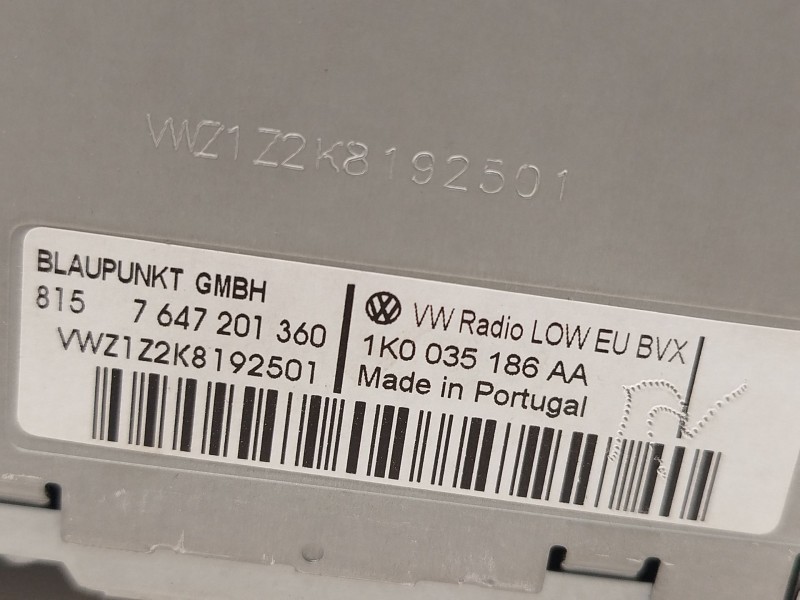 VWZ1Z2K8192501
BLAUPUNKT GMBH
815 7 647 201 360
VWZ1Z2K8192501
VW Radio LOW EU BVX
1K0 035 186 AA
Made in Portugal